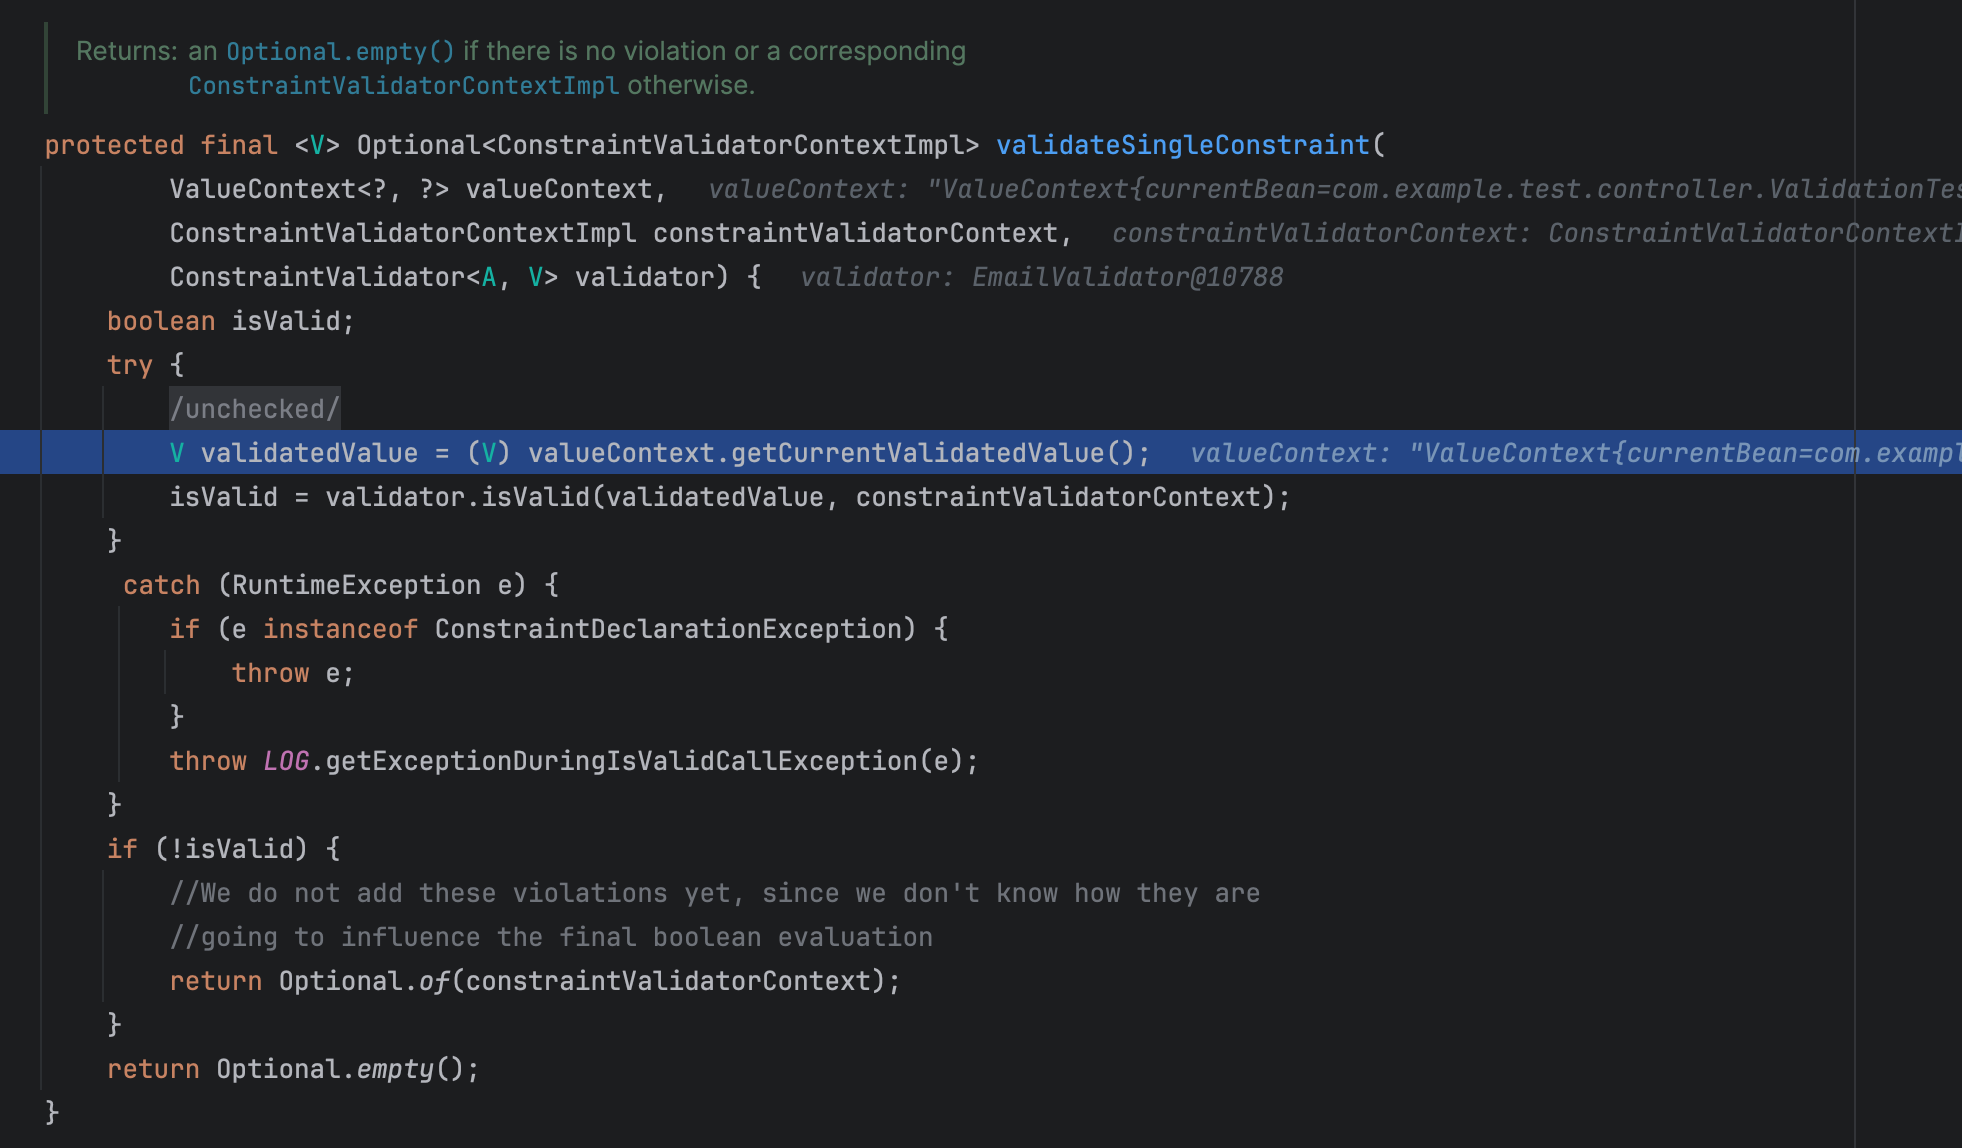 Returns: an Optional.empty() if there is no violation or a corresponding
ConstraintValidatorContextImpl otherwise.
protected final <V> Optional<ConstraintValidatorContextImpl> validateSingleConstraint(
ValueContext<?, ?> valueContext, valueContext: "ValueContext{currentBean=com.example.test.controller.ValidationTes
ConstraintValidatorContextImpl constraintValidatorContext, constraintValidatorContext: ConstraintValidatorContextI
ConstraintValidator<A, V> validator) { validator: EmailValidator@10788
boolean isValid;
try {
/unchecked/
V validatedValue = (V) valueContext.getCurrentValidatedValue(); valueContext: "ValueContext{currentBean=com.exampl
isValid = validator.isValid(validatedValue, constraintValidatorContext);
}
catch (RuntimeException e) {
if (e instanceof ConstraintDeclarationException) {
throw e;
}
throw LOG.getExceptionDuringIsValidCallException(e);
}
if (!isValid) {
//We do not add these violations yet, since we don't know how they are
//going to influence the final boolean evaluation
return Optional.of(constraintValidatorContext);
}
return Optional.empty();
}